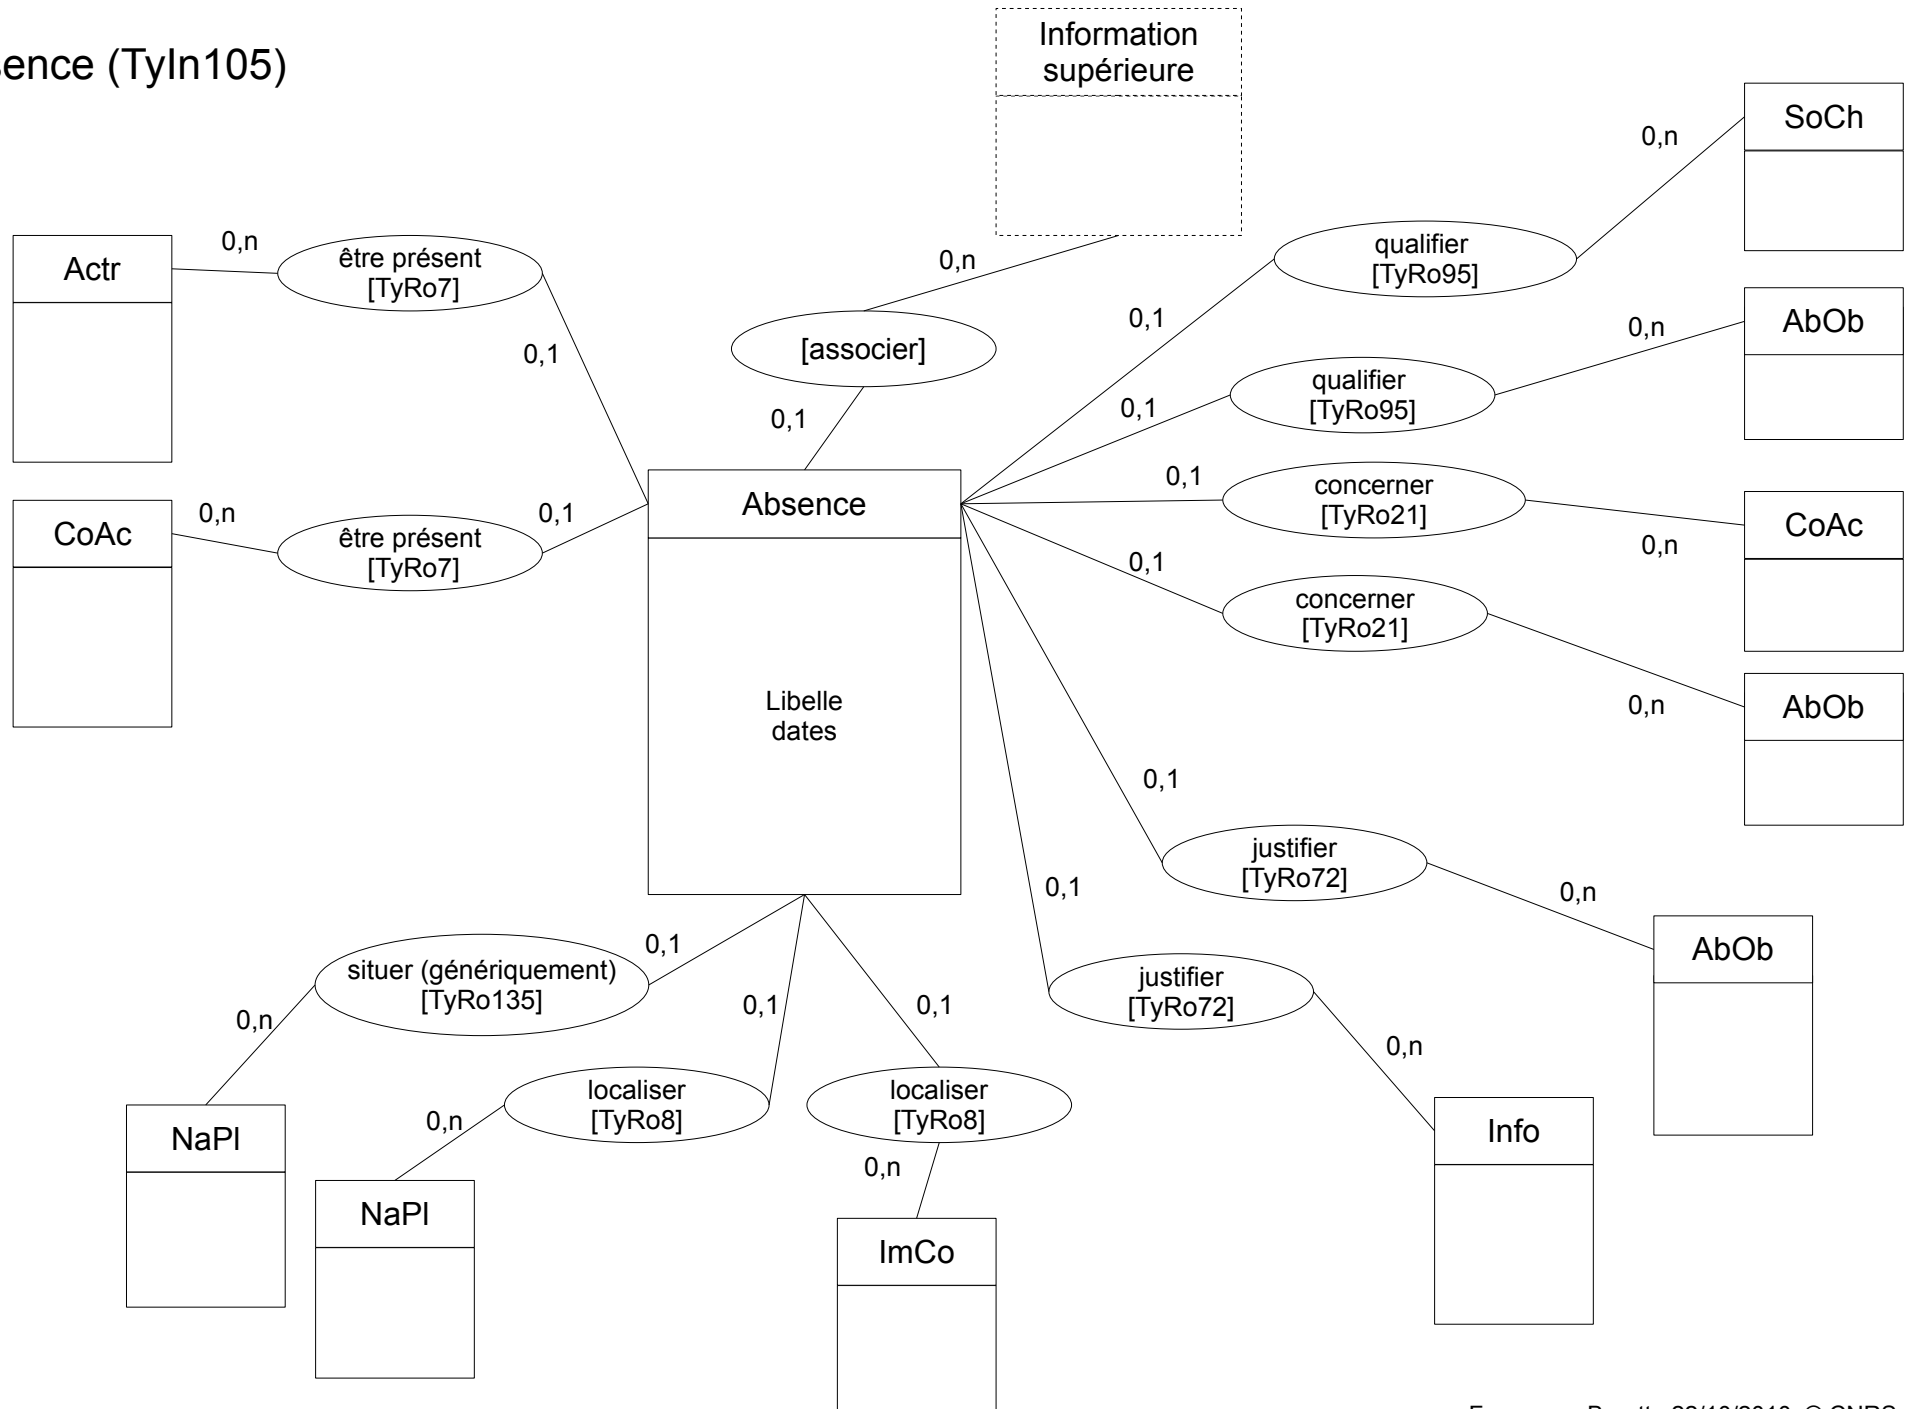 ence (TyIn105)
Information
supérieure
SoCh
0,n
qualifier
[TyRo95]
0,1
Actr
0,n
être présent
[TyRo7]
0,1
0,n
[associer]
0,1
AbOb
0,n
qualifier
[TyRo95]
0,1
CoAc
0,n
être présent
[TyRo7]
0,1
Absence
Libelle
dates
0,1
concerner
[TyRo21]
0,n
CoAc
0,1
concerner
[TyRo21]
0,n
AbOb
0,1
justifier
[TyRo72]
0,n
AbOb
0,1
justifier
[TyRo72]
0,n
Info
situer (génériquement)
[TyRo135]
0,1
0,n
NaPl
0,1
localiser
[TyRo8]
0,n
NaPl
0,1
localiser
[TyRo8]
0,n
ImCo